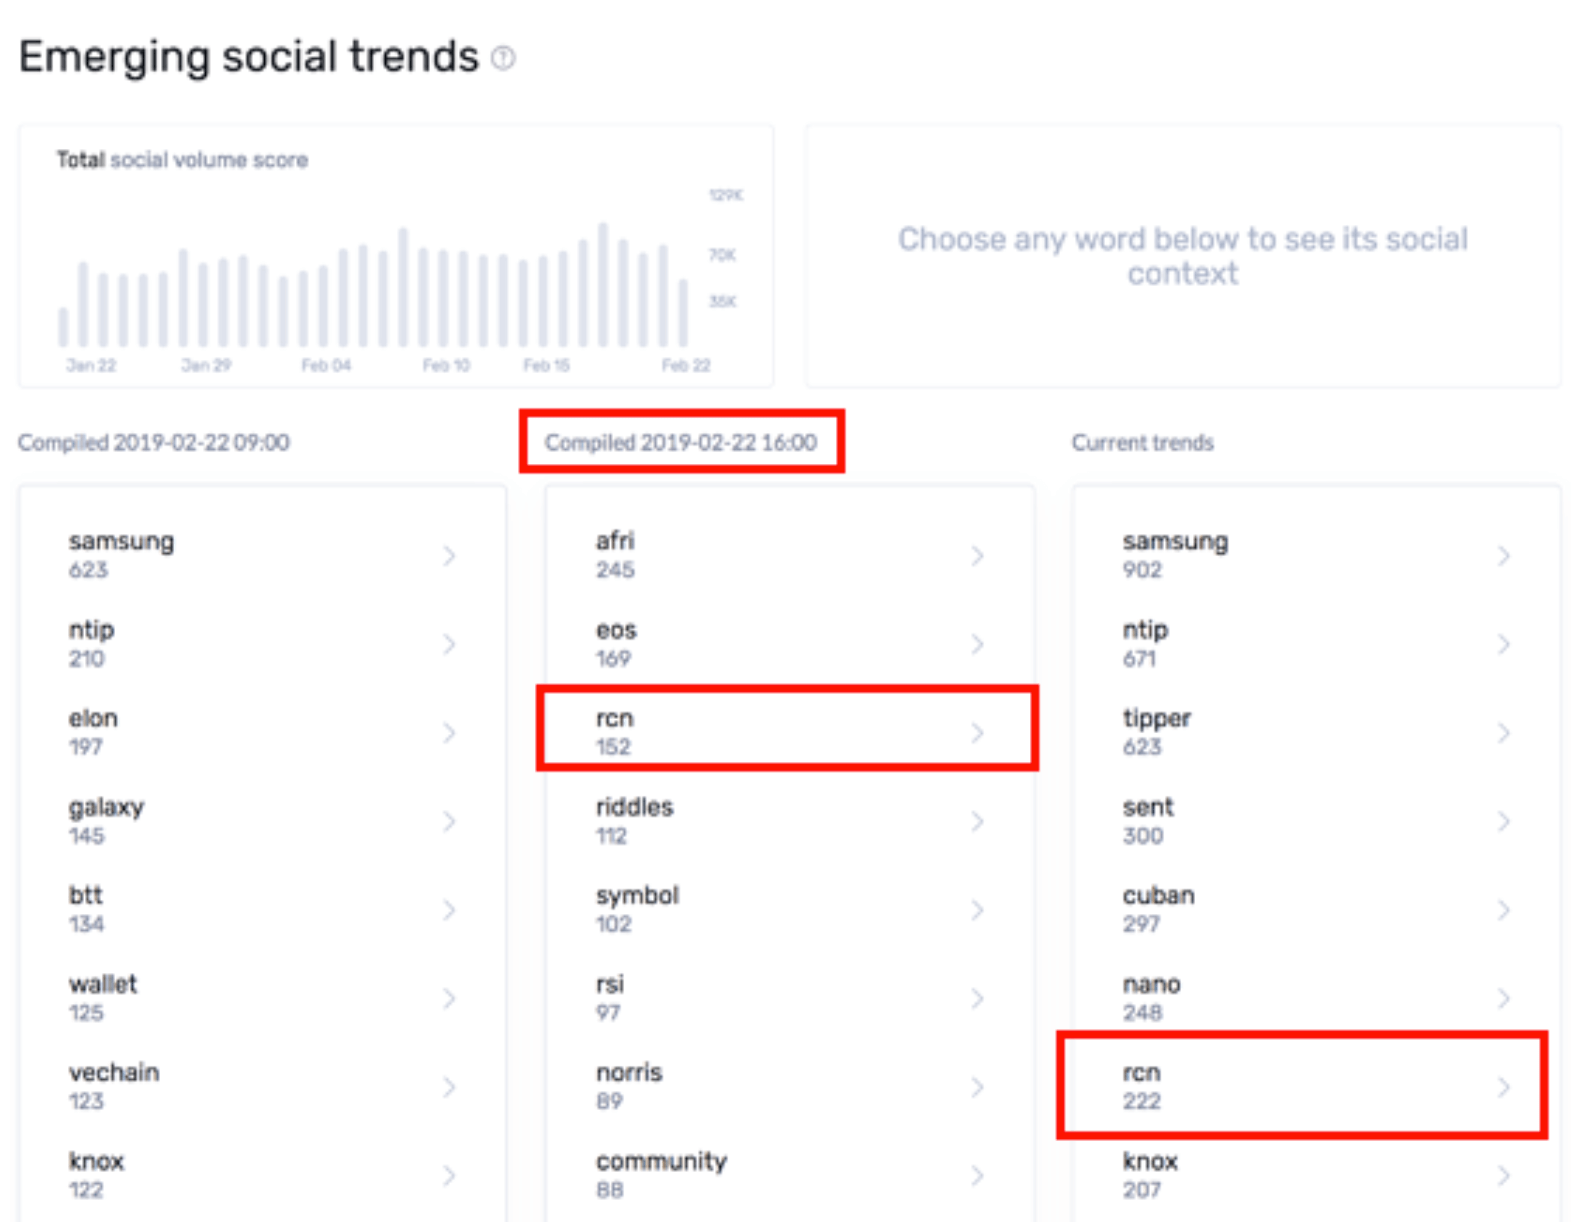 Emerging social trends
Total social volume score
129K
70K
35K
Jan 22 Jan 29 Feb 04 Feb 10 Feb 15 Feb 22
Choose any word below to see its social
context
Compiled 2019-02-22 09:00
samsung
623
ntip
210
elon
197
galaxy
145
btt
134
wallet
125
vechain
123
knox
122
Compiled 2019-02-22 16:00
afri
245
eos
169
rcn
152
riddles
112
symbol
102
rsi
97
norris
89
community
88
Current trends
samsung
902
ntip
671
tipper
623
sent
300
cuban
297
nano
248
rcn
222
knox
207